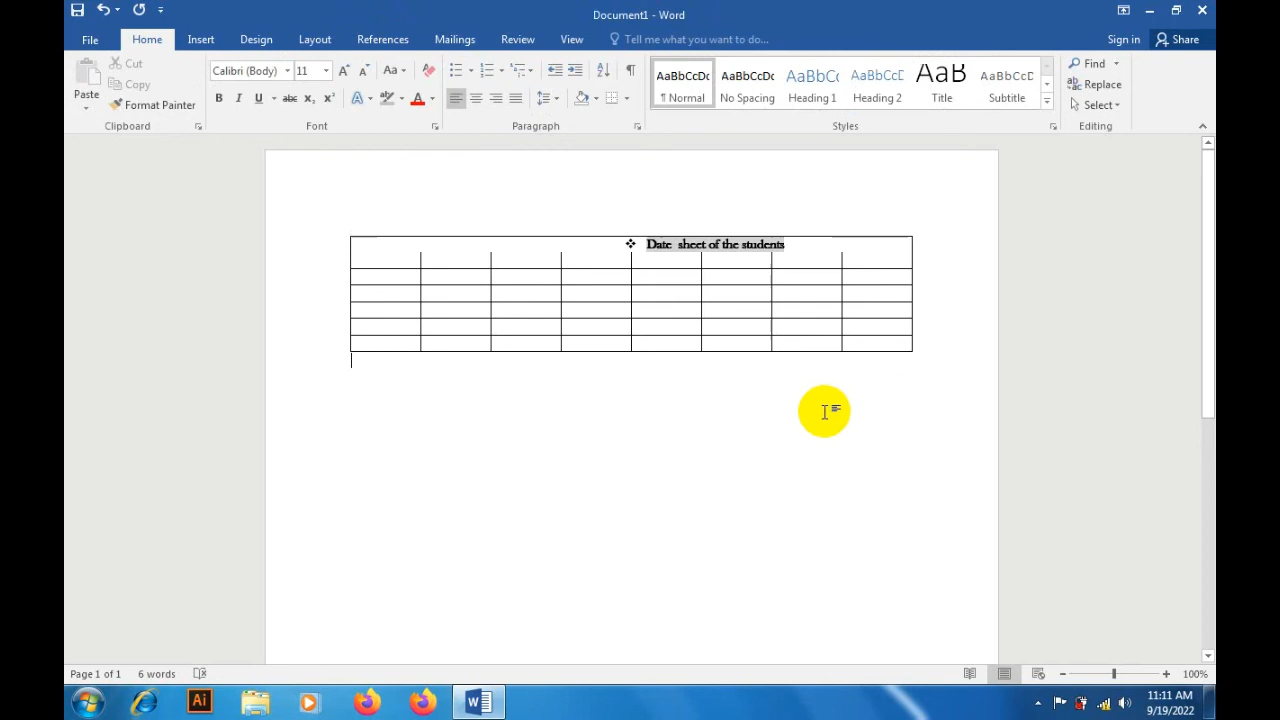 Document1 - Word
File Home Insert Design Layout References Mailings Review View Tell me what you want to do... Sign in Share
Paste
Cut
Copy
Format Painter
Clipboard
Calibri (Body) 11
Font
Paragraph
AaBbCcDc AaBbCcDc AaBbCc AaBbCcD AaB AaBbCcD
¶ Normal No Spacing Heading 1 Heading 2 Title Subtitle
Styles
Find
Replace
Select
Editing
❖ Date sheet of the students
Page 1 of 1 6 words 100%
11:11 AM
9/19/2022